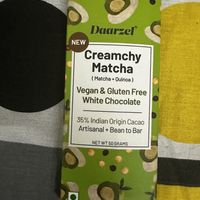 Daarzel
NEW
Creamchy
Matcha
( Matcha + Quinoa )
Vegan & Gluten Free
White Chocolate
35% Indian Origin Cacao
Artisanal + Bean to Bar
NET WT 50 GRAMS